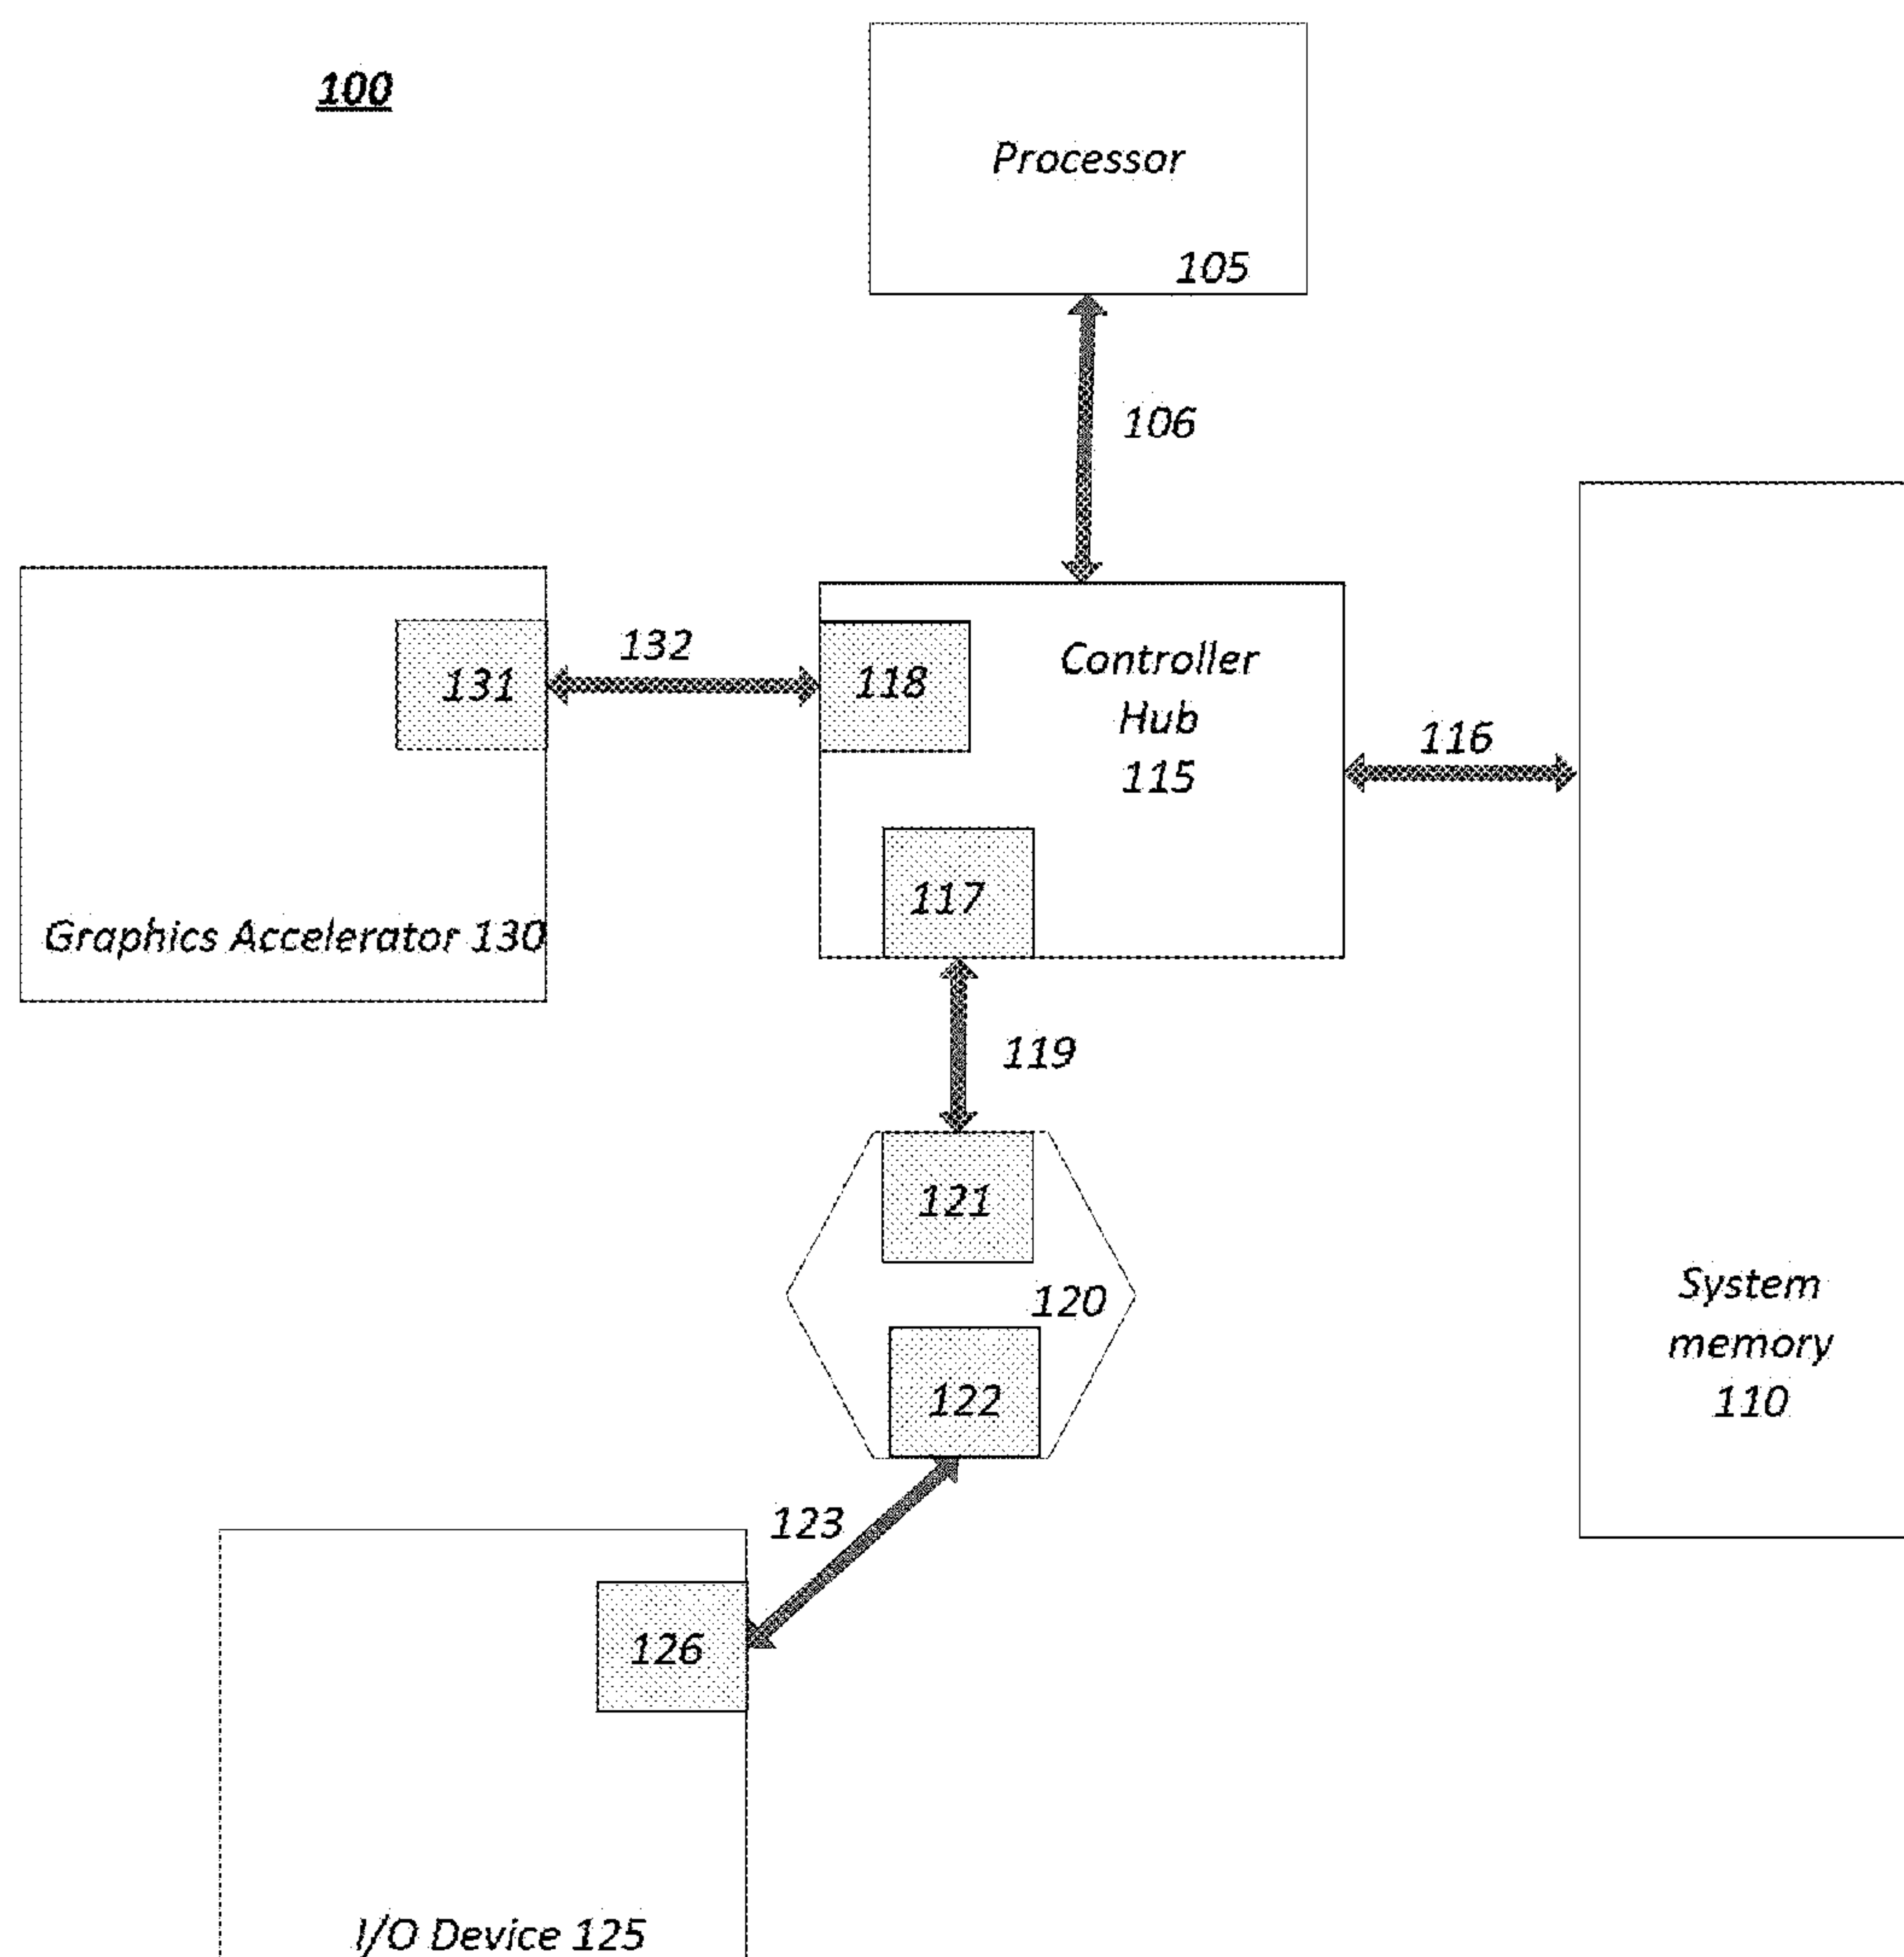 100
Processor
105
106
132
131
118
Controller
Hub
115
116
117
Graphics Accelerator 130
119
121
120
122
System
memory
110
123
126
I/O Device 125